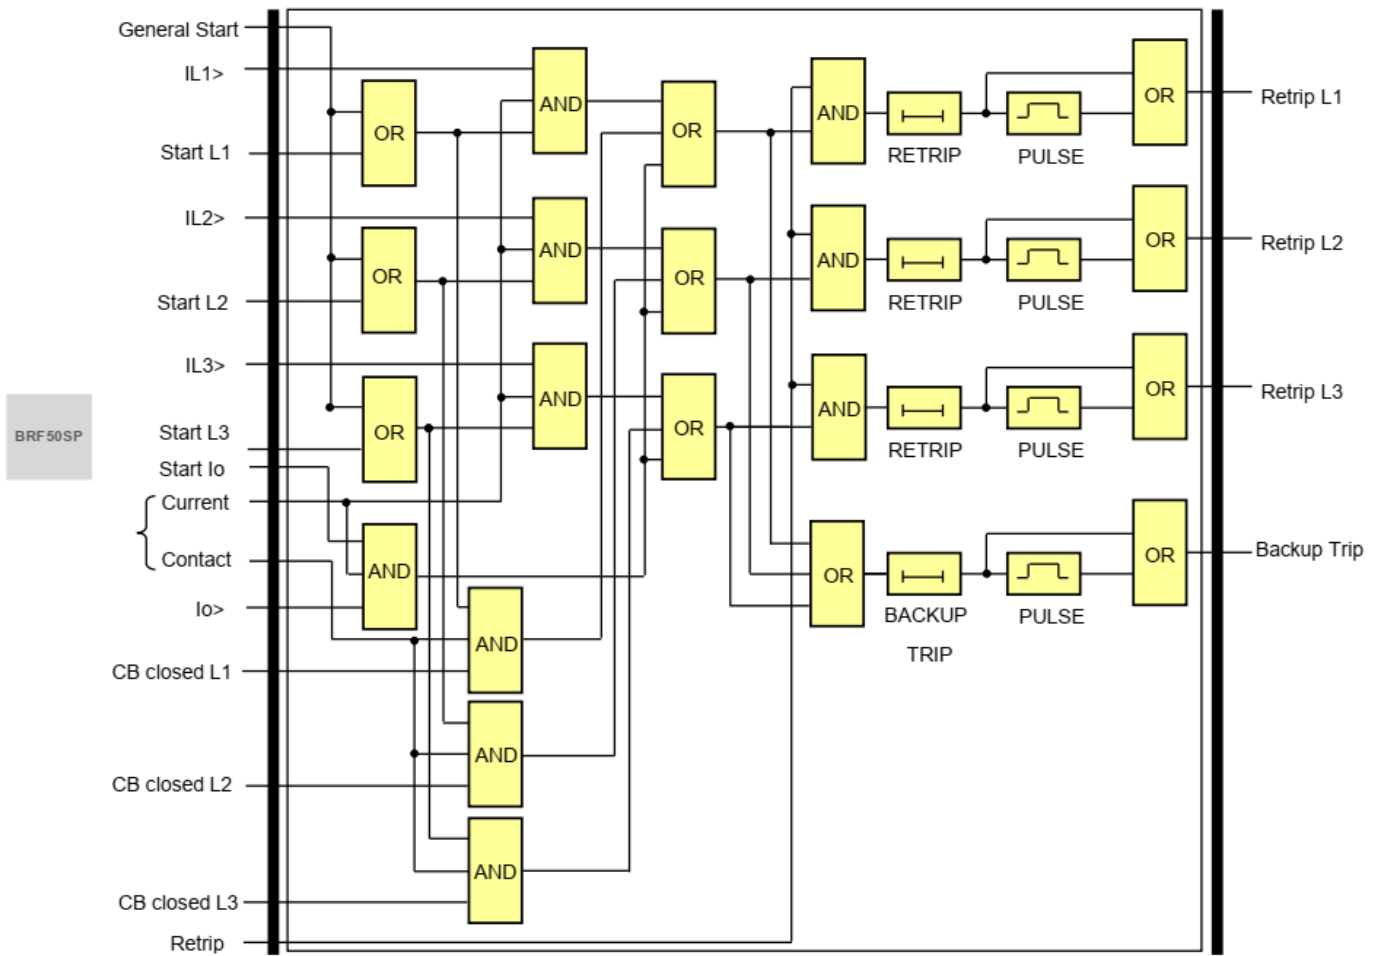 General Start
IL1>
Start L1
IL2>
Start L2
IL3>
BRF50SP
Start L3
Start Io
Current
Contact
Io>
CB closed L1
CB closed L2
CB closed L3
Retrip
OR
OR
OR
AND
AND
AND
AND
AND
AND
AND
OR
OR
OR
AND
RETRIP
PULSE
OR
Retrip L1
AND
RETRIP
PULSE
OR
Retrip L2
AND
RETRIP
PULSE
OR
Retrip L3
OR
BACKUP
TRIP
PULSE
OR
Backup Trip